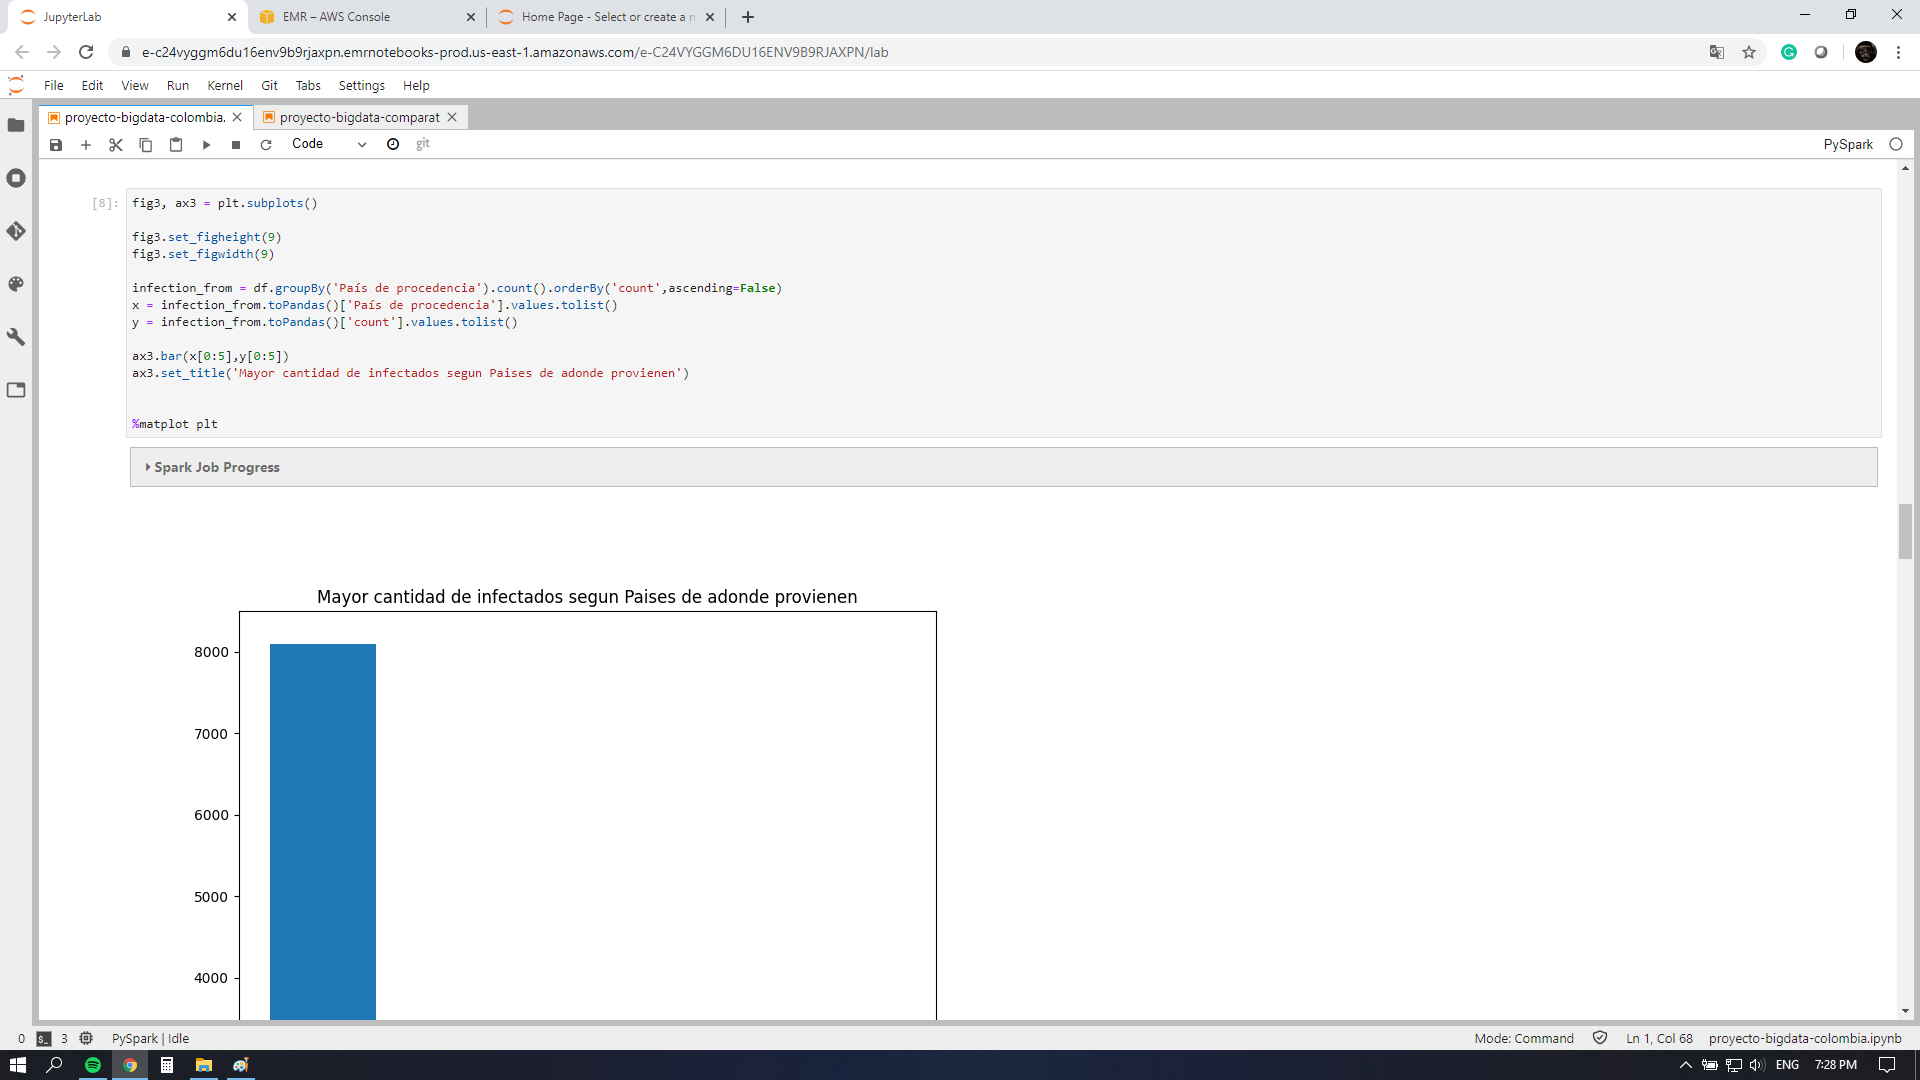 JupyterLab
EMR – AWS Console
Home Page - Select or create a n
e-c24vyggm6du16env9b9rjaxpn.emrnotebooks-prod.us-east-1.amazonaws.com/e-C24VYGGM6DU16ENV9B9RJAXPN/lab
File Edit View Run Kernel Git Tabs Settings Help
proyecto-bigdata-colombia.
proyecto-bigdata-comparat
Code
git
PySpark
[8]:
fig3, ax3 = plt.subplots()
fig3.set_figheight(9)
fig3.set_figwidth(9)
infection_from = df.groupBy('País de procedencia').count().orderBy('count',ascending=False)
x = infection_from.toPandas()['País de procedencia'].values.tolist()
y = infection_from.toPandas()['count'].values.tolist()
ax3.bar(x[0:5],y[0:5])
ax3.set_title('Mayor cantidad de infectados segun Paises de adonde provienen')
%matplot plt
Spark Job Progress
Mayor cantidad de infectados segun Paises de adonde provienen
8000
7000
6000
5000
4000
0 $_ 3 PySpark | Idle
Mode: Command
Ln 1, Col 68
proyecto-bigdata-colombia.ipynb
ENG
7:28 PM